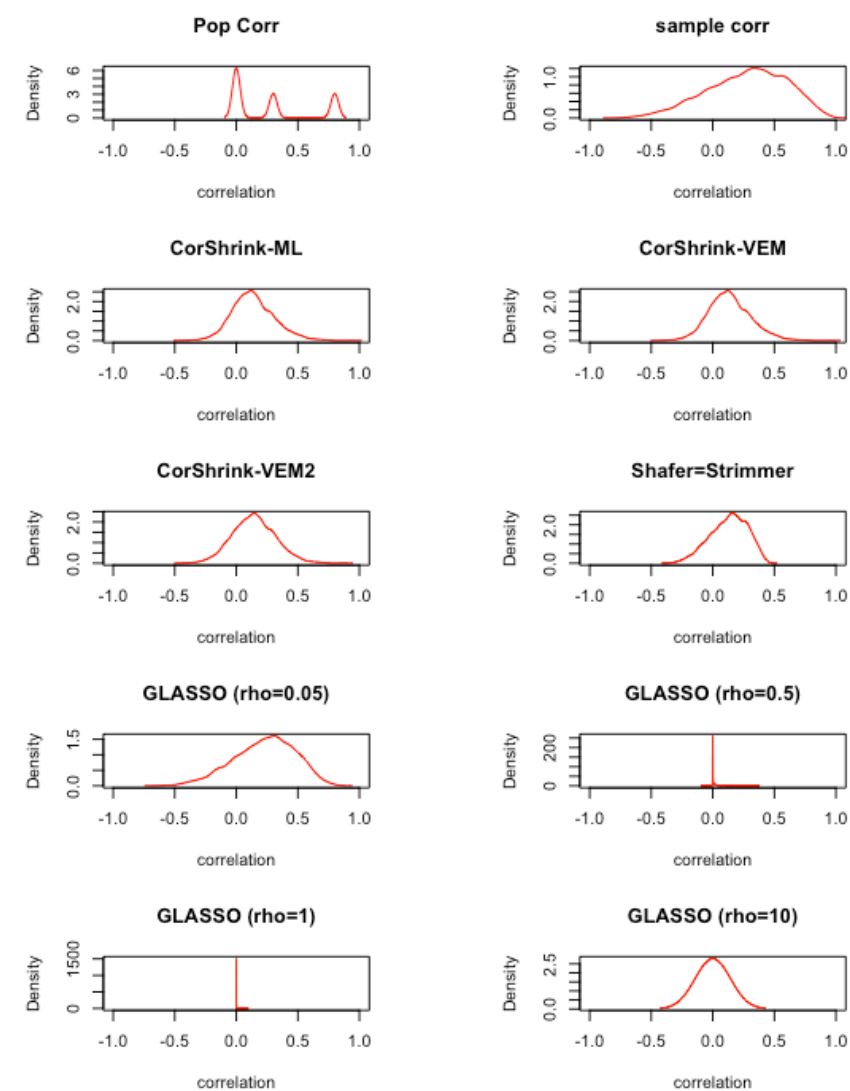 Pop Corr
Density
0 3 6
-1.0 -0.5 0.0 0.5 1.0
correlation
sample corr
Density
0.0 1.0
-1.0 -0.5 0.0 0.5 1.0
correlation
CorShrink-ML
Density
0.0 2.0
-1.0 -0.5 0.0 0.5 1.0
correlation
CorShrink-VEM
Density
0.0 2.0
-1.0 -0.5 0.0 0.5 1.0
correlation
CorShrink-VEM2
Density
0.0 2.0
-1.0 -0.5 0.0 0.5 1.0
correlation
Shafer=Strimmer
Density
0.0 2.0
-1.0 -0.5 0.0 0.5 1.0
correlation
GLASSO (rho=0.05)
Density
0.0 1.5
-1.0 -0.5 0.0 0.5 1.0
correlation
GLASSO (rho=0.5)
Density
0 200
-1.0 -0.5 0.0 0.5 1.0
correlation
GLASSO (rho=1)
Density
0 1500
-1.0 -0.5 0.0 0.5 1.0
correlation
GLASSO (rho=10)
Density
0.0 2.5
-1.0 -0.5 0.0 0.5 1.0
correlation